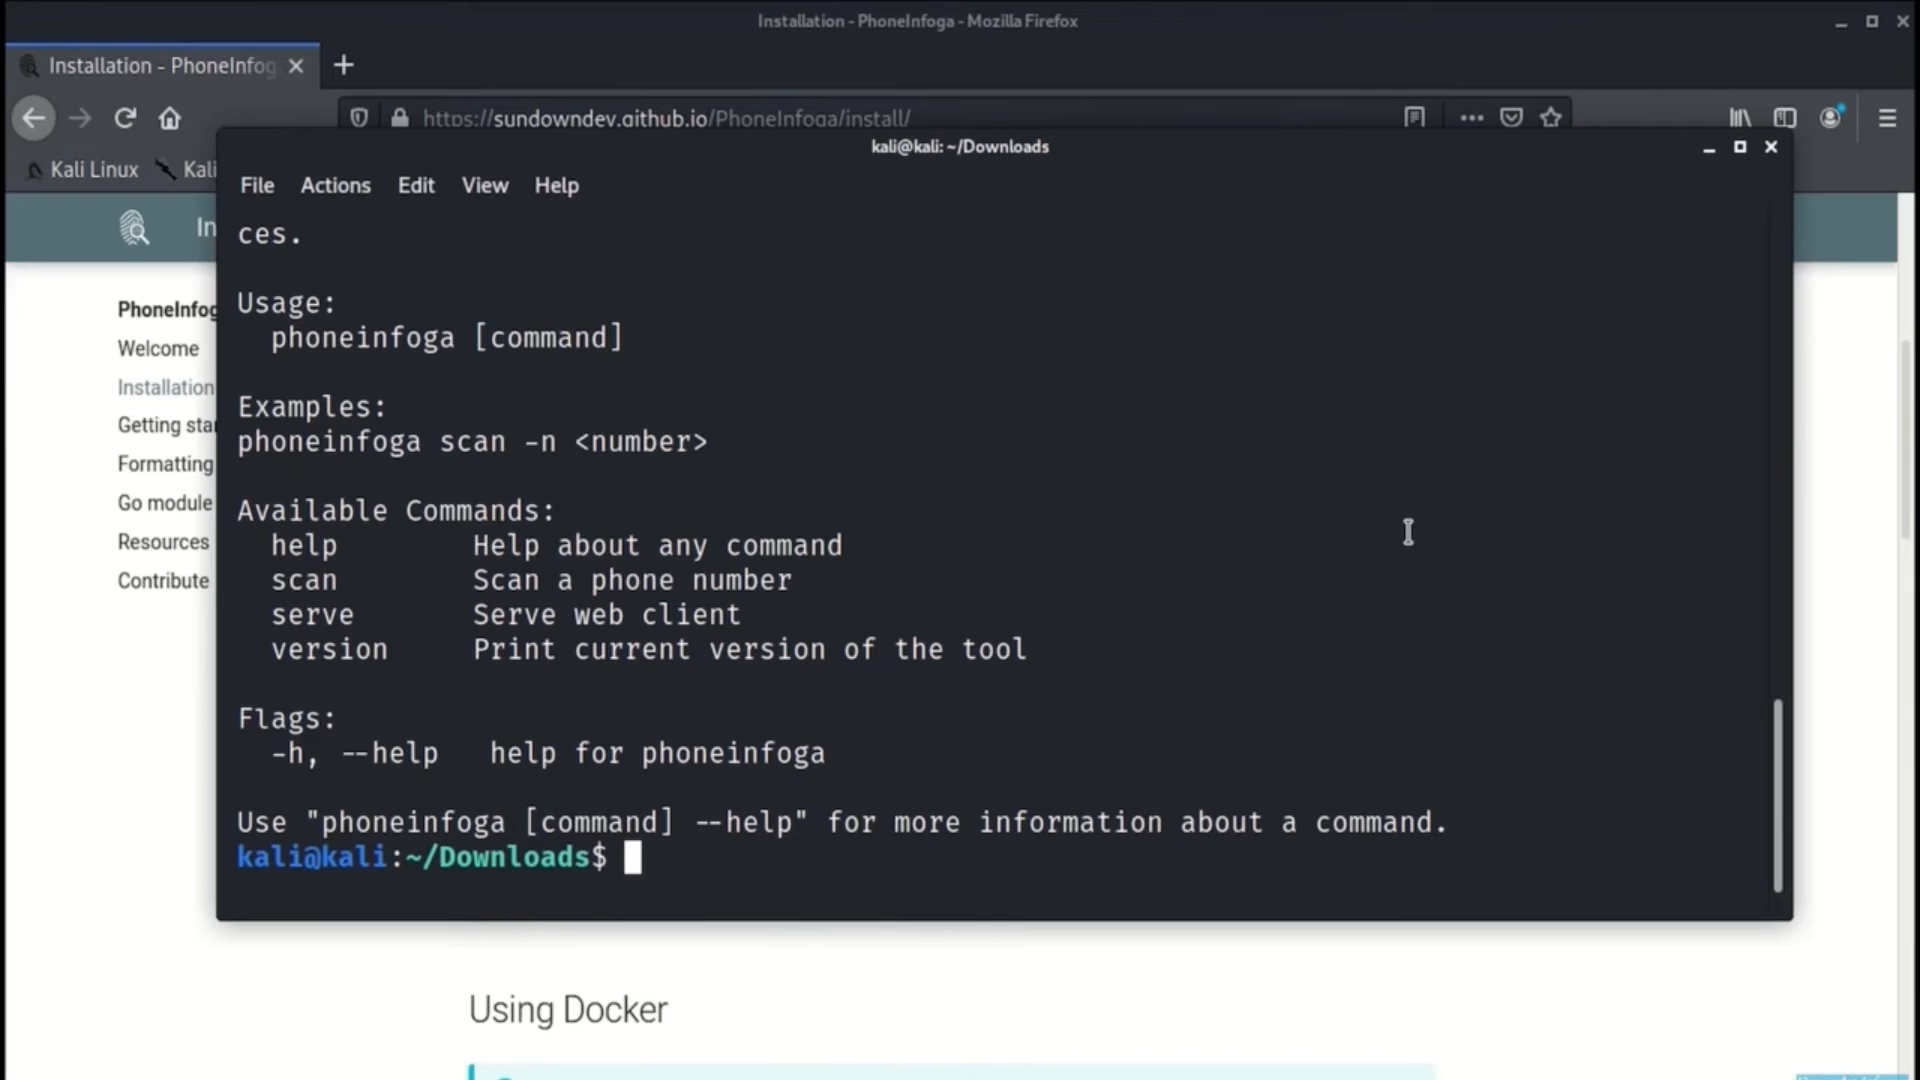 Installation - PhoneInfoga - Mozilla Firefox
Installation - PhoneInfog
https://sundowndev.github.io/PhoneInfoga/install/
kali@kali: ~/Downloads
Kali Linux
Kali
File Actions Edit View Help
In
ces.
Usage:
phoneinfoga [command]
Examples:
phoneinfoga scan -n <number>
Available Commands:
help Help about any command
scan Scan a phone number
serve Serve web client
version Print current version of the tool
Flags:
-h, --help help for phoneinfoga
Use "phoneinfoga [command] --help" for more information about a command.
kali@kali:~/Downloads$
PhoneInfog
Welcome
Installation
Getting star
Formatting
Go module
Resources
Contribute
Using Docker